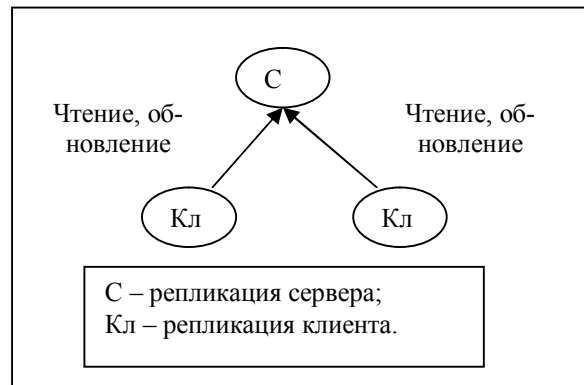 С
Чтение, об-
новление
Чтение, об-
новление
Кл
Кл
С – репликация сервера;
Кл – репликация клиента.